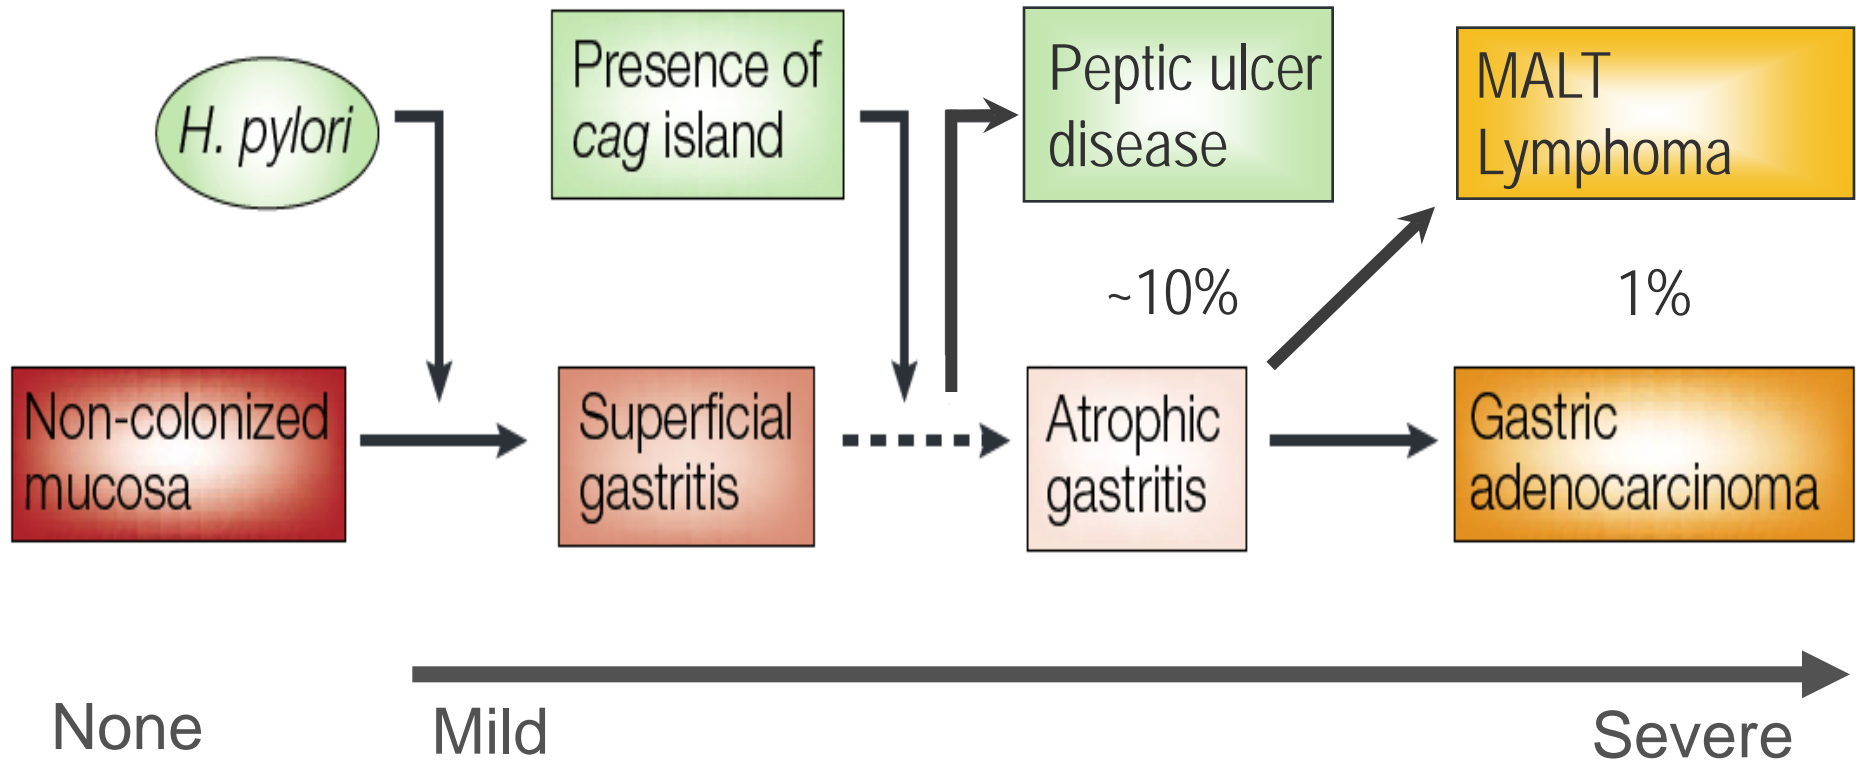 H. pylori
Presence of
cag island
Peptic ulcer
disease
MALT
Lymphoma
~10%
1%
Non-colonized
mucosa
Superficial
gastritis
Atrophic
gastritis
Gastric
adenocarcinoma
None
Mild
Severe